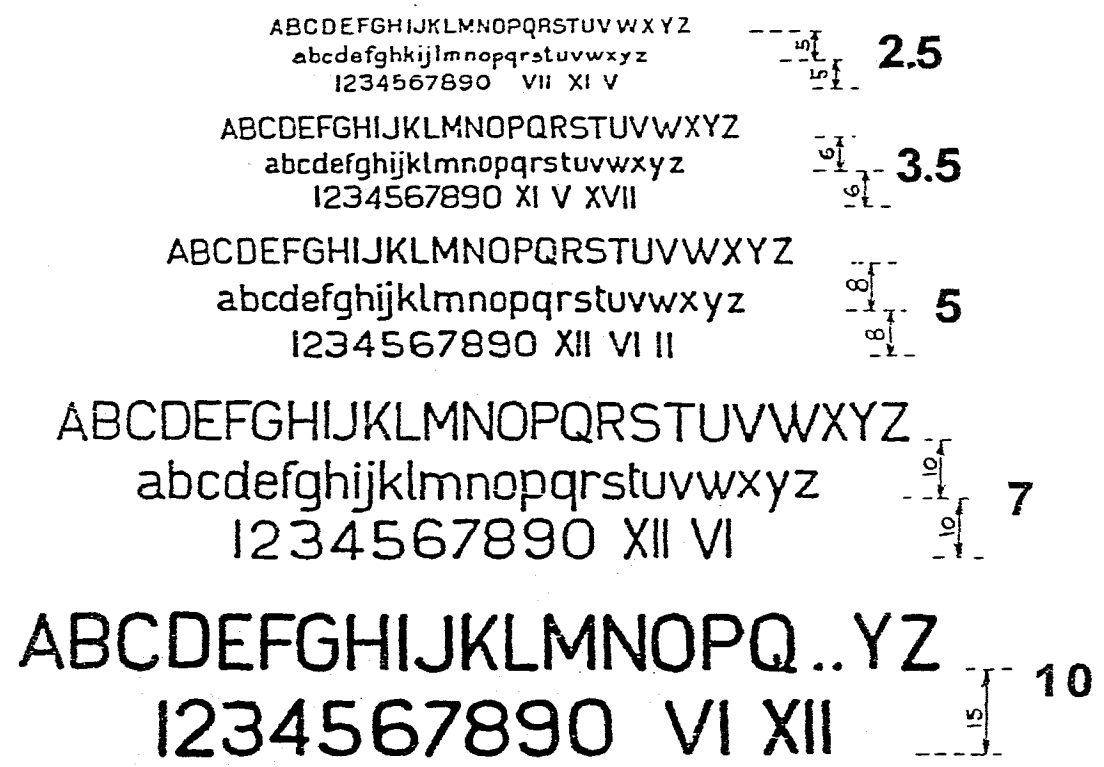 ABCDEFGHIJKLMNOPQRSTUVWXYZ
abcdefghkijlmnopqrstuvwxyz
1234567890 VII XI V
5
5
2.5
ABCDEFGHIJKLMNOPQRSTUVWXYZ
abcdefghijklmnopqrstuvwxyz
1234567890 XI V XVII
6
6
3.5
ABCDEFGHIJKLMNOPQRSTUVWXYZ
abcdefghijklmnopqrstuvwxyz
1234567890 XII VI II
8
8
5
ABCDEFGHIJKLMNOPQRSTUVWXYZ
abcdefghijklmnopqrstuvwxyz
1234567890 XII VI
10
10
7
ABCDEFGHIJKLMNOPQ..YZ
1234567890 VI XII
15
10